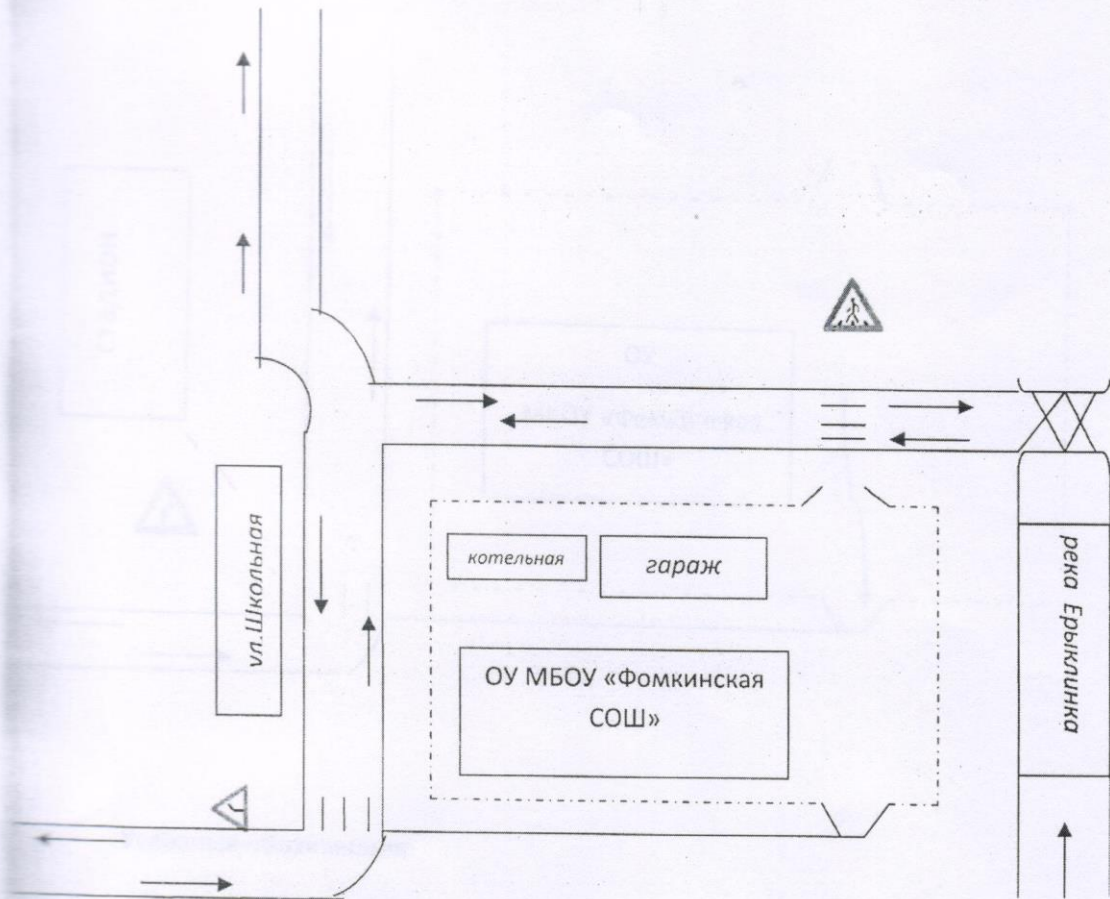 котельная
гараж
ул.Школьная
ОУ МБОУ «Фомкинская
СОШ»
река Ерыклинка